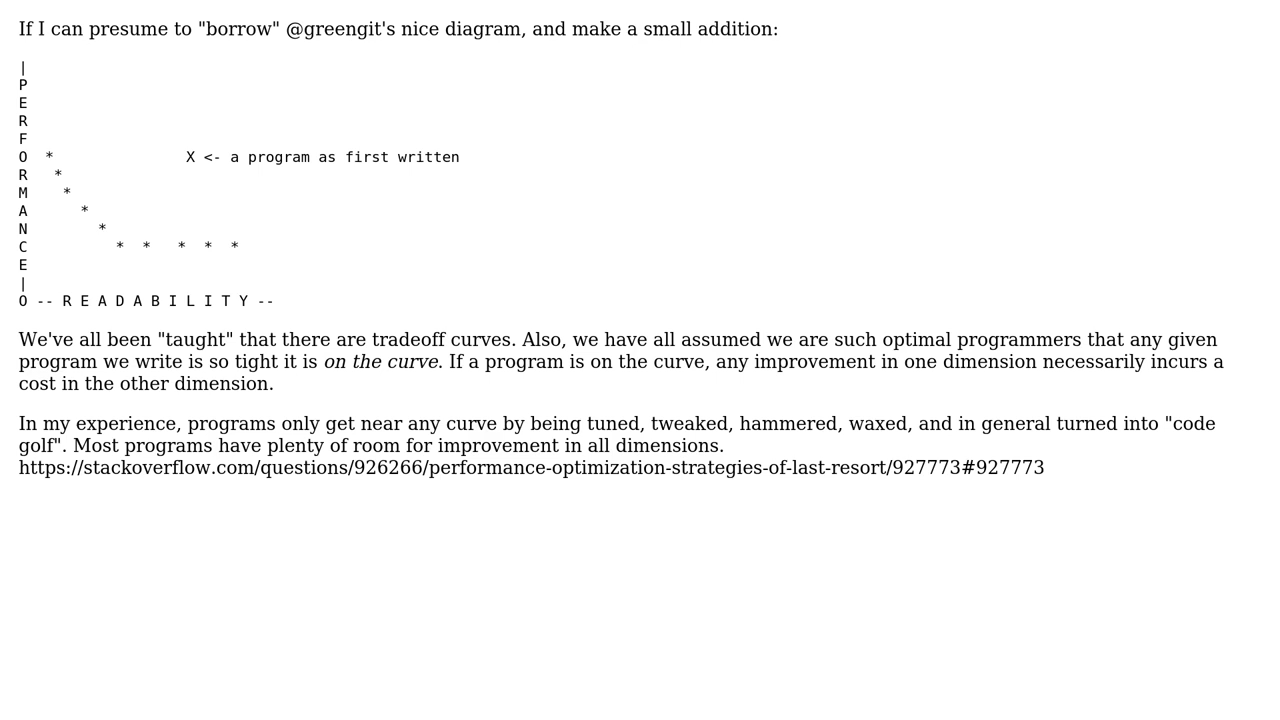 If I can presume to "borrow" @greengit's nice diagram, and make a small addition:
|
P
E
R
F
O  *               X <- a program as first written
R   *
M    *
A      *
N        *
C          *  *   *  *  *
E
|
O -- R E A D A B I L I T Y --
We've all been "taught" that there are tradeoff curves. Also, we have all assumed we are such optimal programmers that any given
program we write is so tight it is on the curve. If a program is on the curve, any improvement in one dimension necessarily incurs a
cost in the other dimension.
In my experience, programs only get near any curve by being tuned, tweaked, hammered, waxed, and in general turned into "code
golf". Most programs have plenty of room for improvement in all dimensions.
https://stackoverflow.com/questions/926266/performance-optimization-strategies-of-last-resort/927773#927773